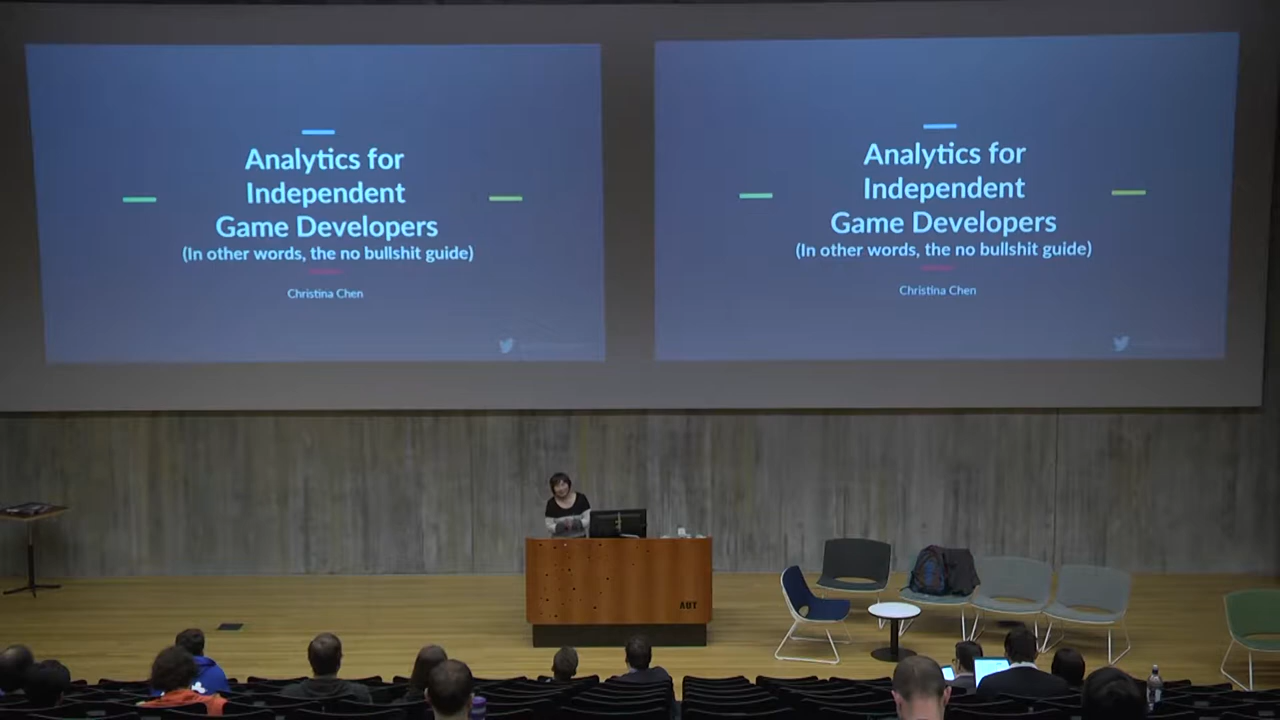 Analytics for
Independent
Game Developers
(In other words, the no bullshit guide)
Christina Chen
Analytics for
Independent
Game Developers
(In other words, the no bullshit guide)
Christina Chen
AUT